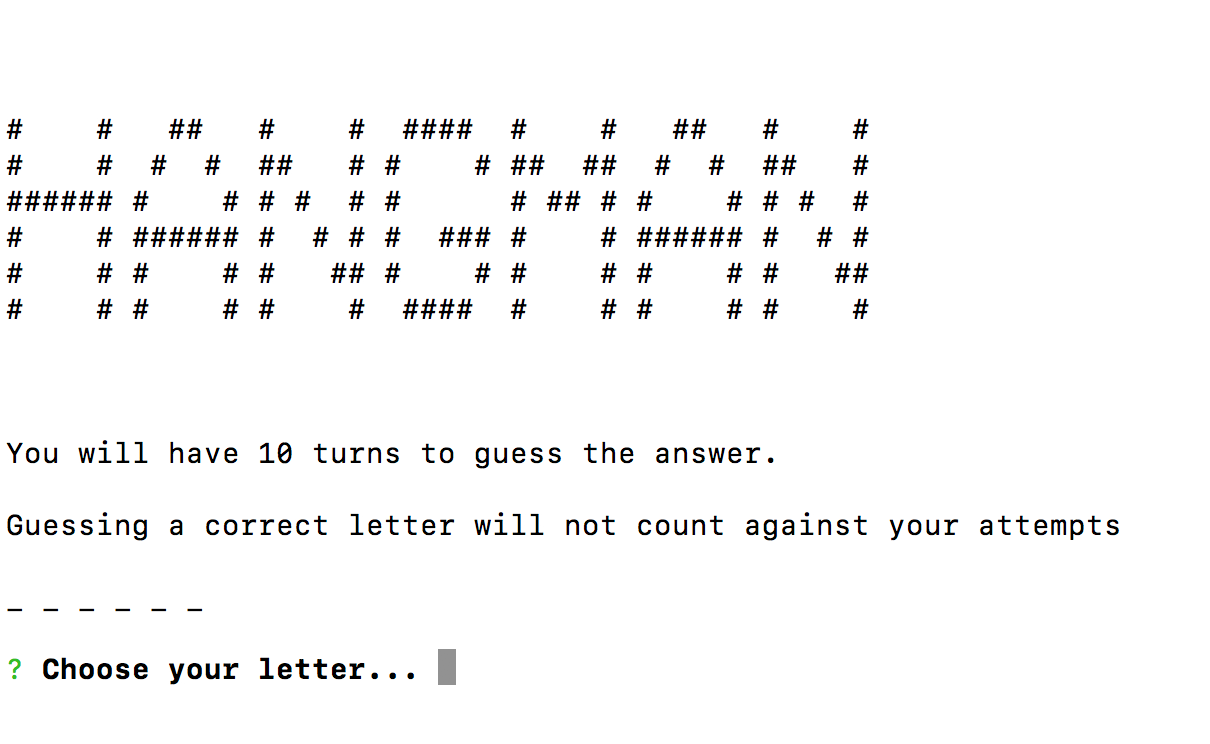 #    #   ##   #    #  ####  #    #   ##   #    #
#    #  #  #  ##   # #    # ##  ##  #  #  ##   #
###### #    # # #  # #      # ## # #    # # #  #
#    # ###### #  # # #  ### #    # ###### #  # #
#    # #    # #   ## #    # #    # #    # #   ##
#    # #    # #    #  ####  #    # #    # #    #
You will have 10 turns to guess the answer.
Guessing a correct letter will not count against your attempts
_ _ _ _ _ _
? Choose your letter...